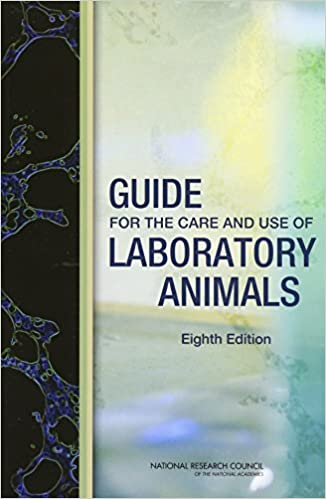 GUIDE
FOR THE CARE AND USE OF
LABORATORY
ANIMALS
Eighth Edition
NATIONAL RESEARCH COUNCIL
OF THE NATIONAL ACADEMIES